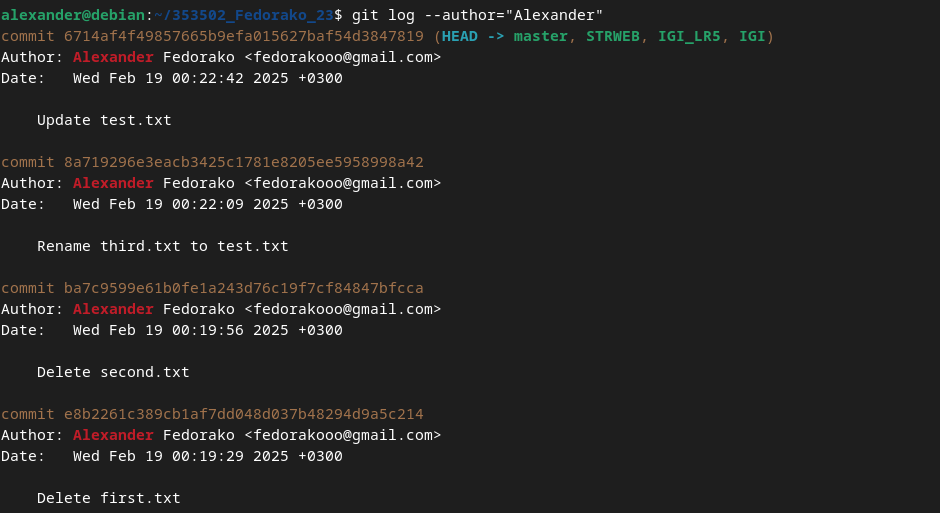 alexander@debian:~/353502_Fedorako_23$ git log --author="Alexander"
commit 6714af4f49857665b9efa015627baf54d3847819 (HEAD -> master, STRWEB, IGI_LR5, IGI)
Author: Alexander Fedorako <fedorakooo@gmail.com>
Date:   Wed Feb 19 00:22:42 2025 +0300
    Update test.txt
commit 8a719296e3eacb3425c1781e8205ee5958998a42
Author: Alexander Fedorako <fedorakooo@gmail.com>
Date:   Wed Feb 19 00:22:09 2025 +0300
    Rename third.txt to test.txt
commit ba7c9599e61b0fe1a243d76c19f7cf84847bfcca
Author: Alexander Fedorako <fedorakooo@gmail.com>
Date:   Wed Feb 19 00:19:56 2025 +0300
    Delete second.txt
commit e8b2261c389cb1af7dd048d037b48294d9a5c214
Author: Alexander Fedorako <fedorakooo@gmail.com>
Date:   Wed Feb 19 00:19:29 2025 +0300
    Delete first.txt